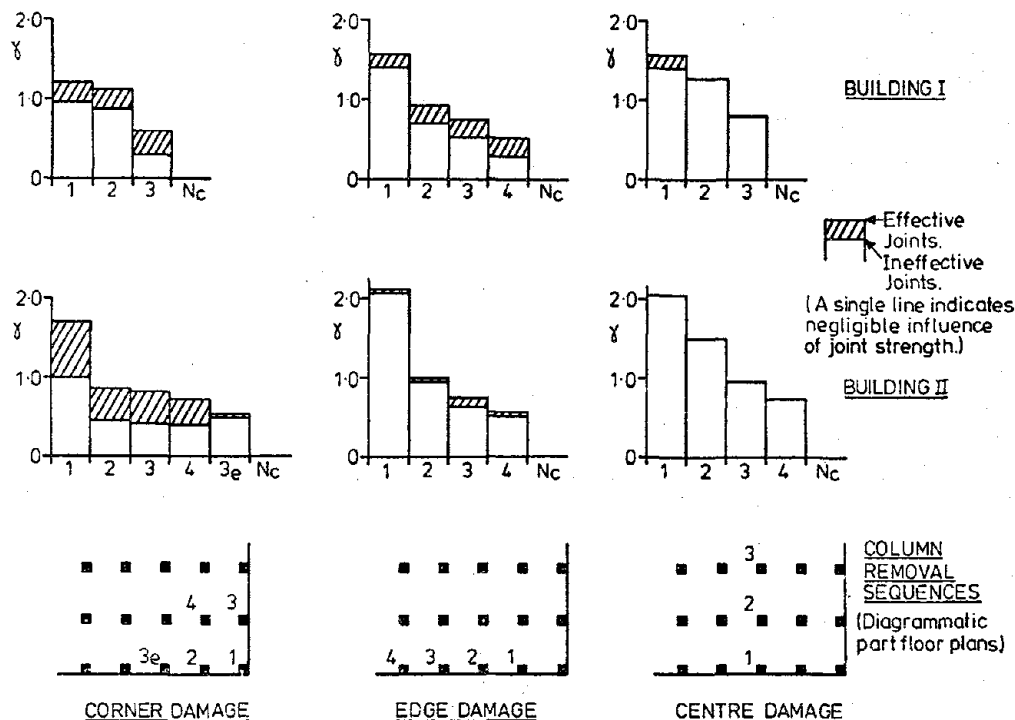 2·0
γ
1·0
0
1 2 3 Nc
2·0
γ
1·0
0
1 2 3 4 Nc
2·0
γ
1·0
0
1 2 3 Nc
BUILDING I
Effective
Joints.
Ineffective
Joints.
(A single line indicates
negligible influence
of joint strength.)
BUILDING II
2·0
γ
1·0
0
1 2 3 4 3e Nc
2·0
γ
1·0
0
1 2 3 4 Nc
2·0
γ
1·0
0
1 2 3 4 Nc
4 3
3e 2 1
CORNER DAMAGE
4 3 2 1
EDGE DAMAGE
3
2
1
CENTRE DAMAGE
COLUMN
REMOVAL
SEQUENCES
(Diagrammatic
part floor plans)